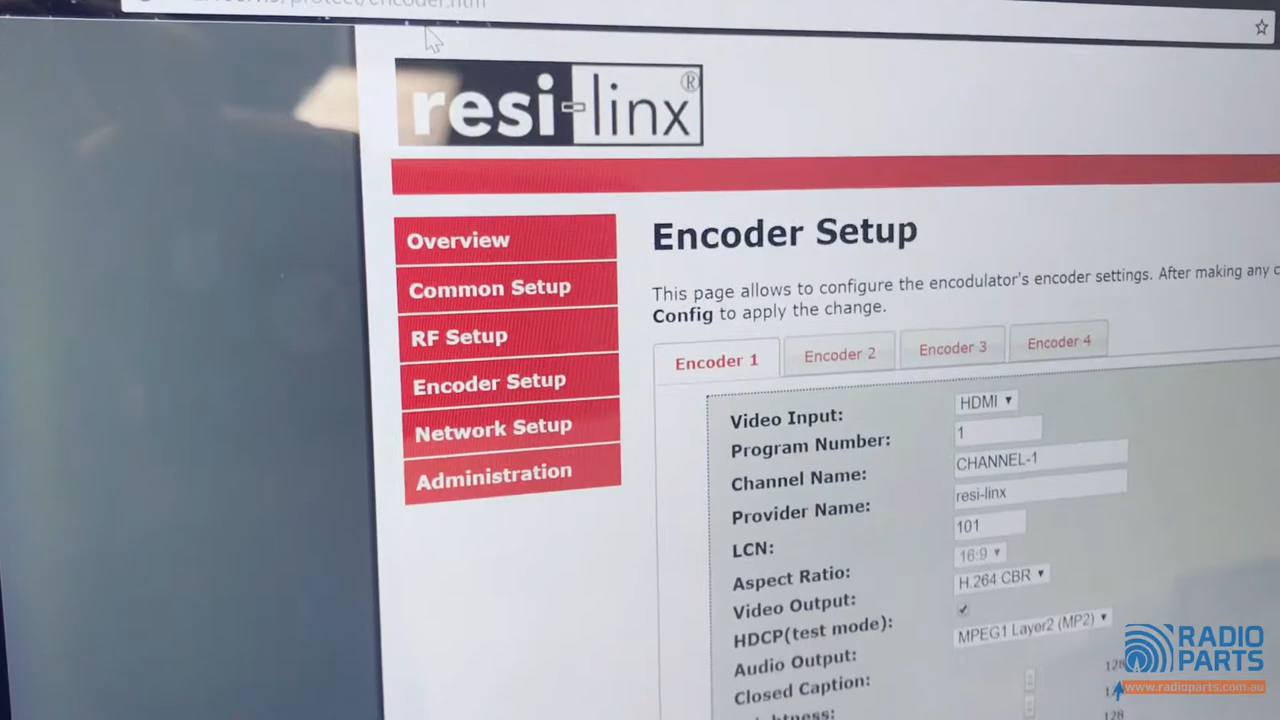 resi-linx®
Overview
Common Setup
RF Setup
Encoder Setup
Network Setup
Administration
Encoder Setup
This page allows to configure the encodulator's encoder settings. After making any
Config to apply the change.
Encoder 1
Encoder 2
Encoder 3
Encoder 4
Video Input: HDMI
Program Number: 1
Channel Name: CHANNEL-1
Provider Name: resi-linx
LCN: 101
Aspect Ratio: 16:9
Video Output: H.264 CBR
HDCP(test mode):
Audio Output: MPEG1 Layer2 (MP2)
Closed Caption:
128
RADIO
PARTS
www.radioparts.com.au